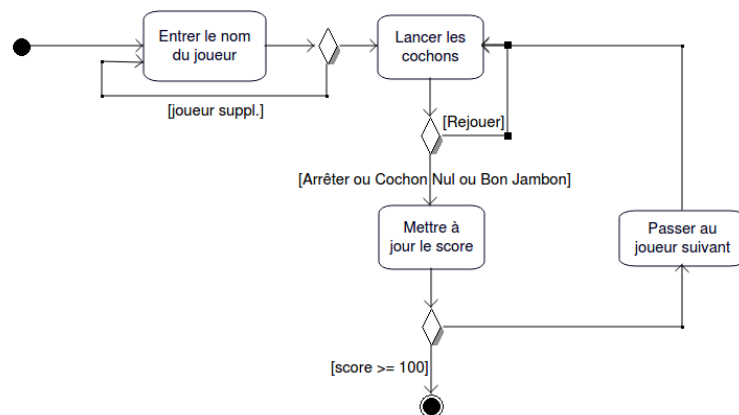 Entrer le nom
du joueur
Lancer les
cochons
[joueur suppl.]
[Rejouer]
[Arrêter ou Cochon Nul ou Bon Jambon]
Mettre à
jour le score
Passer au
joueur suivant
[score >= 100]